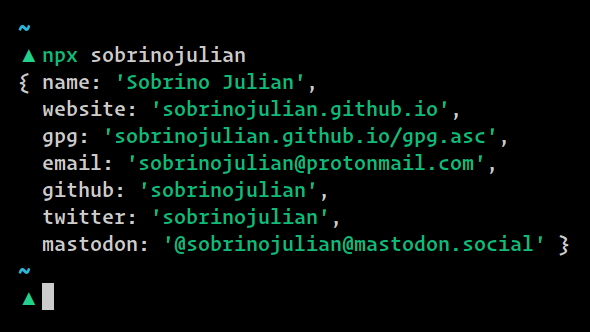 ~
▲ npx sobrinojulian
{ name: 'Sobrino Julian',
  website: 'sobrinojulian.github.io',
  gpg: 'sobrinojulian.github.io/gpg.asc',
  email: 'sobrinojulian@protonmail.com',
  github: 'sobrinojulian',
  twitter: 'sobrinojulian',
  mastodon: '@sobrinojulian@mastodon.social' }
~
▲